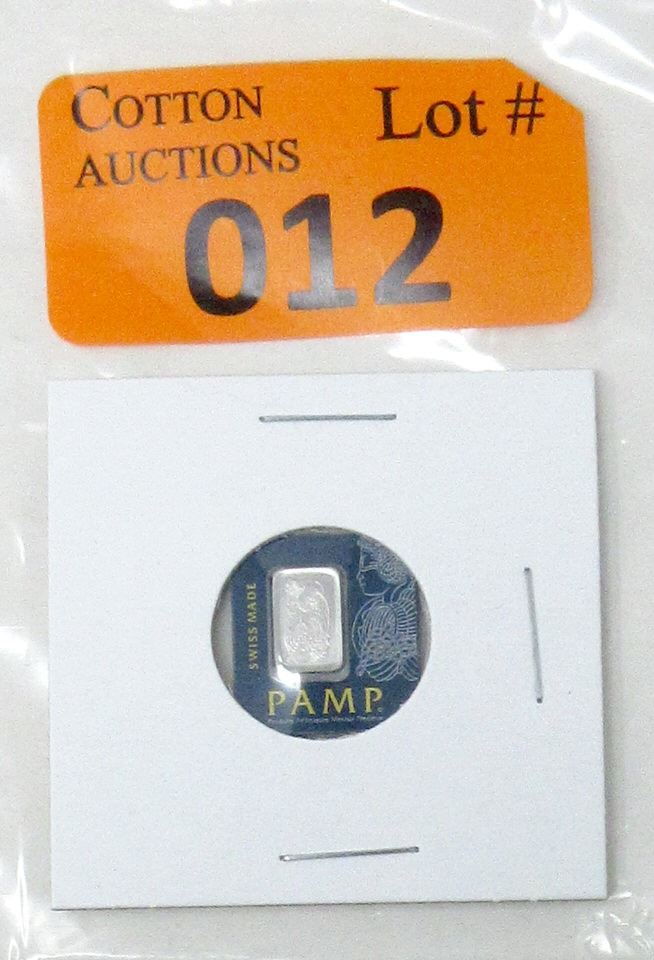 COTTON
AUCTIONS
Lot #
012
SWISS MADE
PAMP